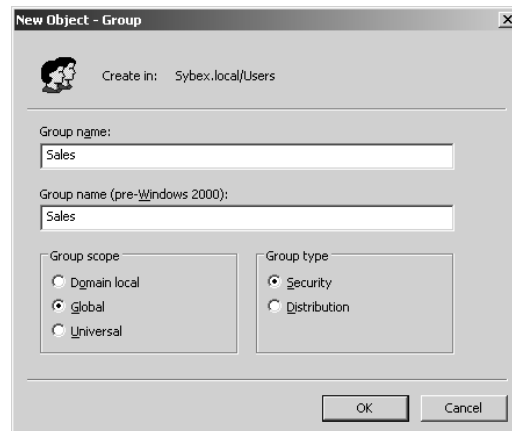 New Object - Group
Create in: Sybex.local/Users
Group name:
Sales
Group name (pre-Windows 2000):
Sales
Group scope
Domain local
Global
Universal
Group type
Security
Distribution
OK
Cancel